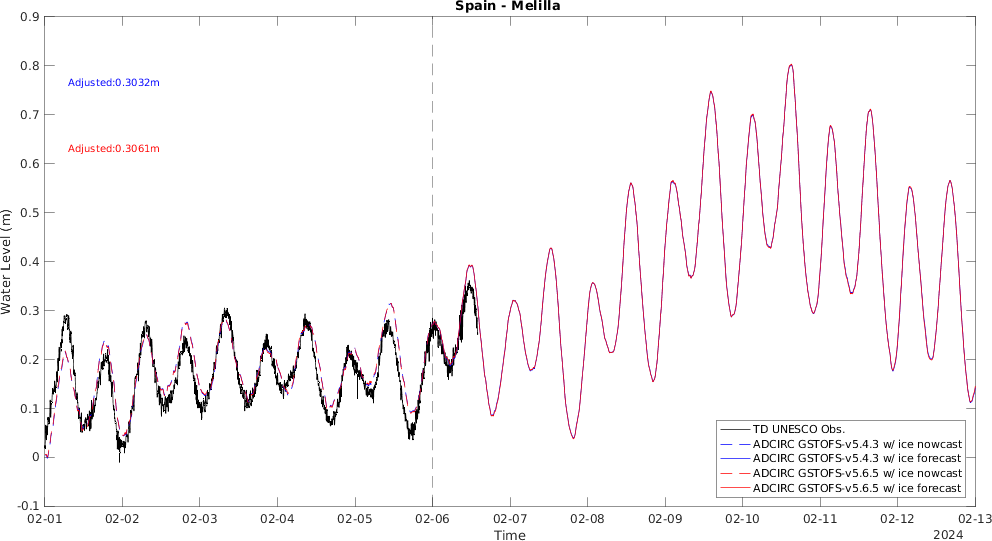 Spain - Melilla
0.9
0.8
0.7
0.6
0.5
0.4
0.3
0.2
0.1
0
-0.1
Water Level (m)
Adjusted:0.3032m
Adjusted:0.3061m
TD UNESCO Obs.
ADCIRC GSTOFS-v5.4.3 w/ ice nowcast
ADCIRC GSTOFS-v5.4.3 w/ ice forecast
ADCIRC GSTOFS-v5.6.5 w/ ice nowcast
ADCIRC GSTOFS-v5.6.5 w/ ice forecast
02-01 02-02 02-03 02-04 02-05 02-06 02-07 02-08 02-09 02-10 02-11 02-12 02-13
Time
2024